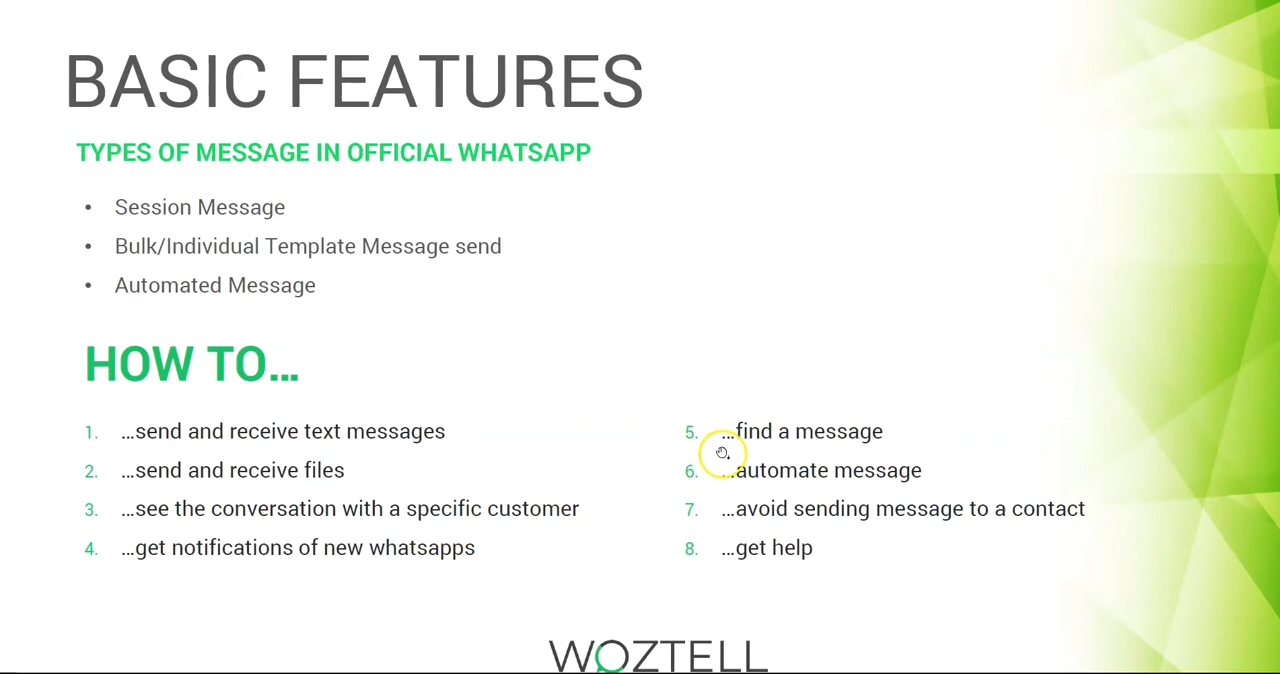 BASIC FEATURES
TYPES OF MESSAGE IN OFFICIAL WHATSAPP
• Session Message
• Bulk/Individual Template Message send
• Automated Message
HOW TO...
1. ...send and receive text messages
2. ...send and receive files
3. ...see the conversation with a specific customer
4. ...get notifications of new whatsapps
5. ...find a message
6. ...automate message
7. ...avoid sending message to a contact
8. ...get help
WOZTELL